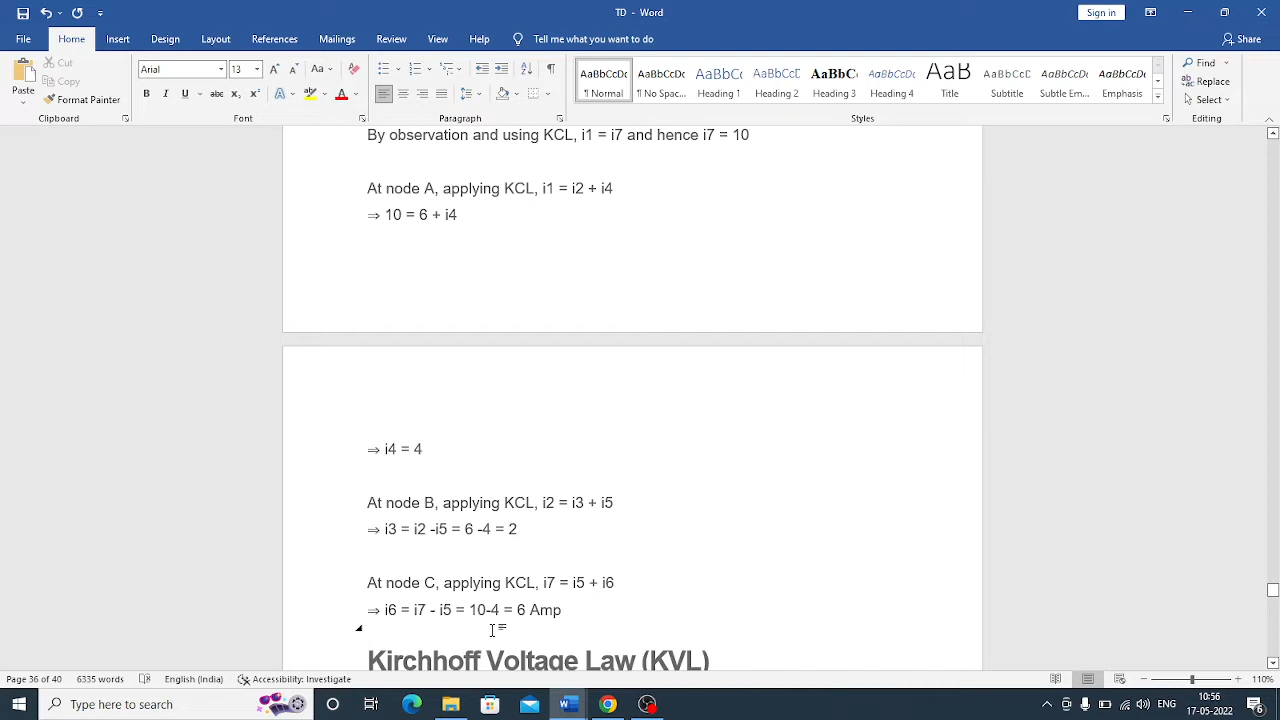 TD - Word
Sign in
File Home Insert Design Layout References Mailings Review View Help Tell me what you want to do Share
Paste
Cut
Copy
Format Painter
Clipboard
Arial 13
Font
Paragraph
AaBbCcDc AaBbCcDc AaBbCc AaBbCcD AaBbC AaBbCcD AaB AaBbCcD AaBbCcDc AaBbCcDc
¶ Normal ¶ No Spac... Heading 1 Heading 2 Heading 3 Heading 4 Title Subtitle Subtle Em... Emphasis
Styles
Find
Replace
Select
Editing
By observation and using KCL, i1 = i7 and hence i7 = 10
At node A, applying KCL, i1 = i2 + i4
⇒ 10 = 6 + i4
⇒ i4 = 4
At node B, applying KCL, i2 = i3 + i5
⇒ i3 = i2 -i5 = 6 -4 = 2
At node C, applying KCL, i7 = i5 + i6
⇒ i6 = i7 - i5 = 10-4 = 6 Amp
Kirchhoff Voltage Law (KVL)
Page 36 of 40 6335 words English (India) Accessibility: Investigate 110%
Type here to search
ENG
10:56
17-05-2022